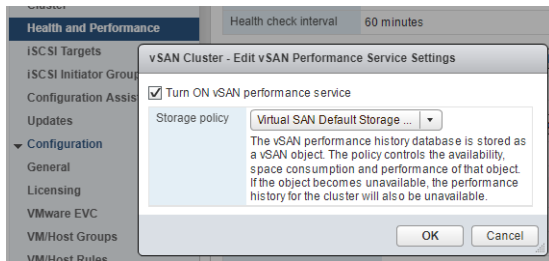 Cluster
Health and Performance
Health check interval 60 minutes
iSCSI Targets
iSCSI Initiator Group
Configuration Assis
Updates
Configuration
General
Licensing
VMware EVC
VM/Host Groups
VM/Host Rules
vSAN Cluster - Edit vSAN Performance Service Settings
Turn ON vSAN performance service
Storage policy
Virtual SAN Default Storage ...
The vSAN performance history database is stored as
a vSAN object. The policy controls the availability,
space consumption and performance of that object.
If the object becomes unavailable, the performance
history for the cluster will also be unavailable.
OK Cancel